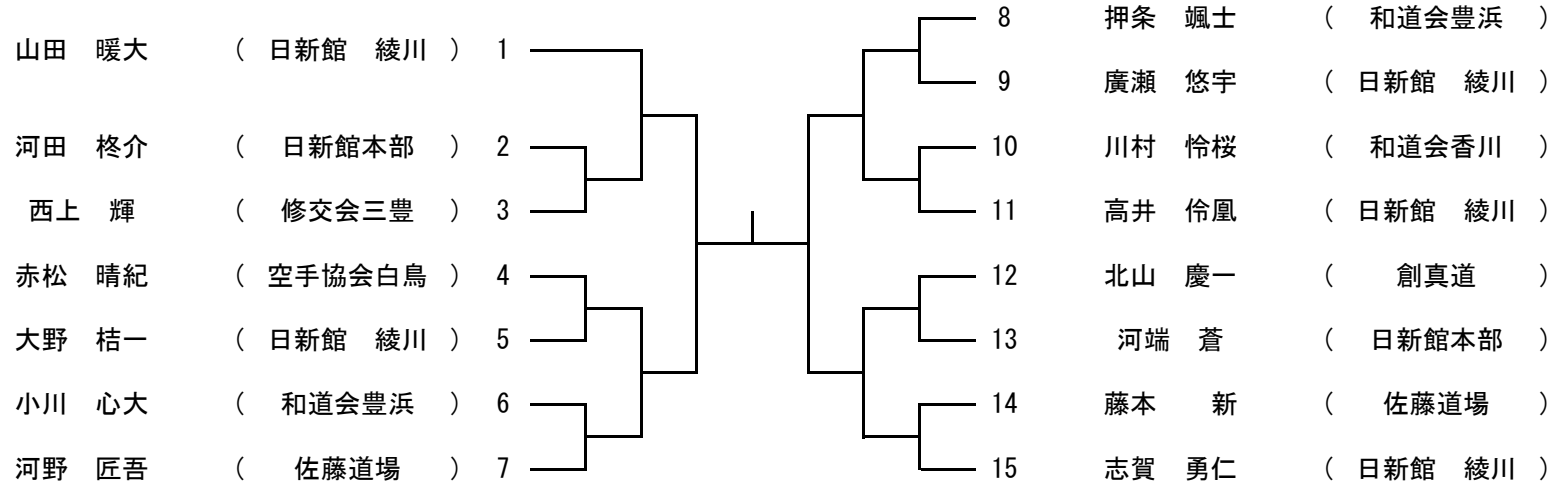 山田　暖大　（　日新館　綾川　）　1
河田　柊介　（　日新館本部　）　2
西上　輝　（　修交会三豊　）　3
赤松　晴紀　（　空手協会白鳥　）　4
大野　桔一　（　日新館　綾川　）　5
小川　心大　（　和道会豊浜　）　6
河野　匠吾　（　佐藤道場　）　7
8　押条　颯士　（　和道会豊浜　）
9　廣瀬　悠宇　（　日新館　綾川　）
10　川村　怜桜　（　和道会香川　）
11　高井　伶凰　（　日新館　綾川　）
12　北山　慶一　（　創真道　）
13　河端　蒼　（　日新館本部　）
14　藤本　新　（　佐藤道場　）
15　志賀　勇仁　（　日新館　綾川　）